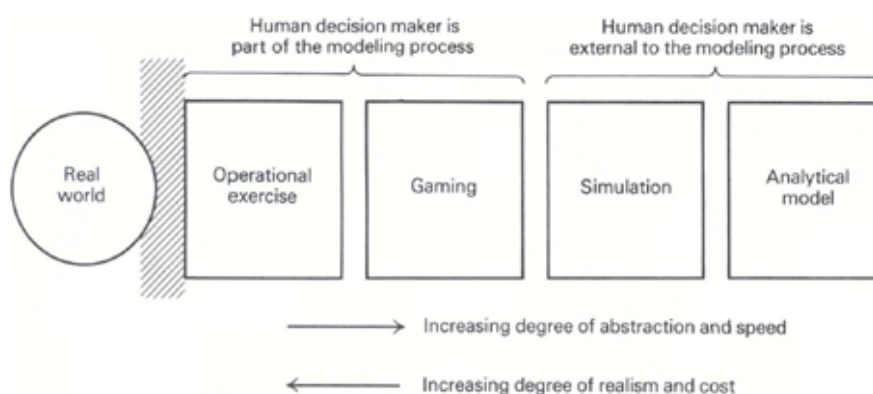 Human decision maker is
part of the modeling process
Human decision maker is
external to the modeling process
Real
world
Operational
exercise
Gaming
Simulation
Analytical
model
Increasing degree of abstraction and speed
Increasing degree of realism and cost